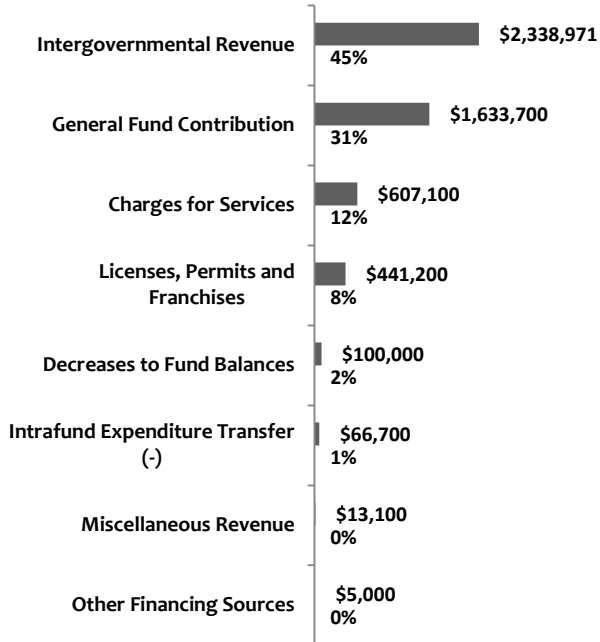 $2,338,971
Intergovernmental Revenue
45%
$1,633,700
General Fund Contribution
31%
$607,100
Charges for Services
12%
Licenses, Permits and
$441,200
Franchises
8%
$100,000
Decreases to Fund Balances
2%
Intrafund Expenditure Transfer
$66,700
(-)
1%
$13,100
Miscellaneous Revenue
0%
$5,000
Other Financing Sources
0%